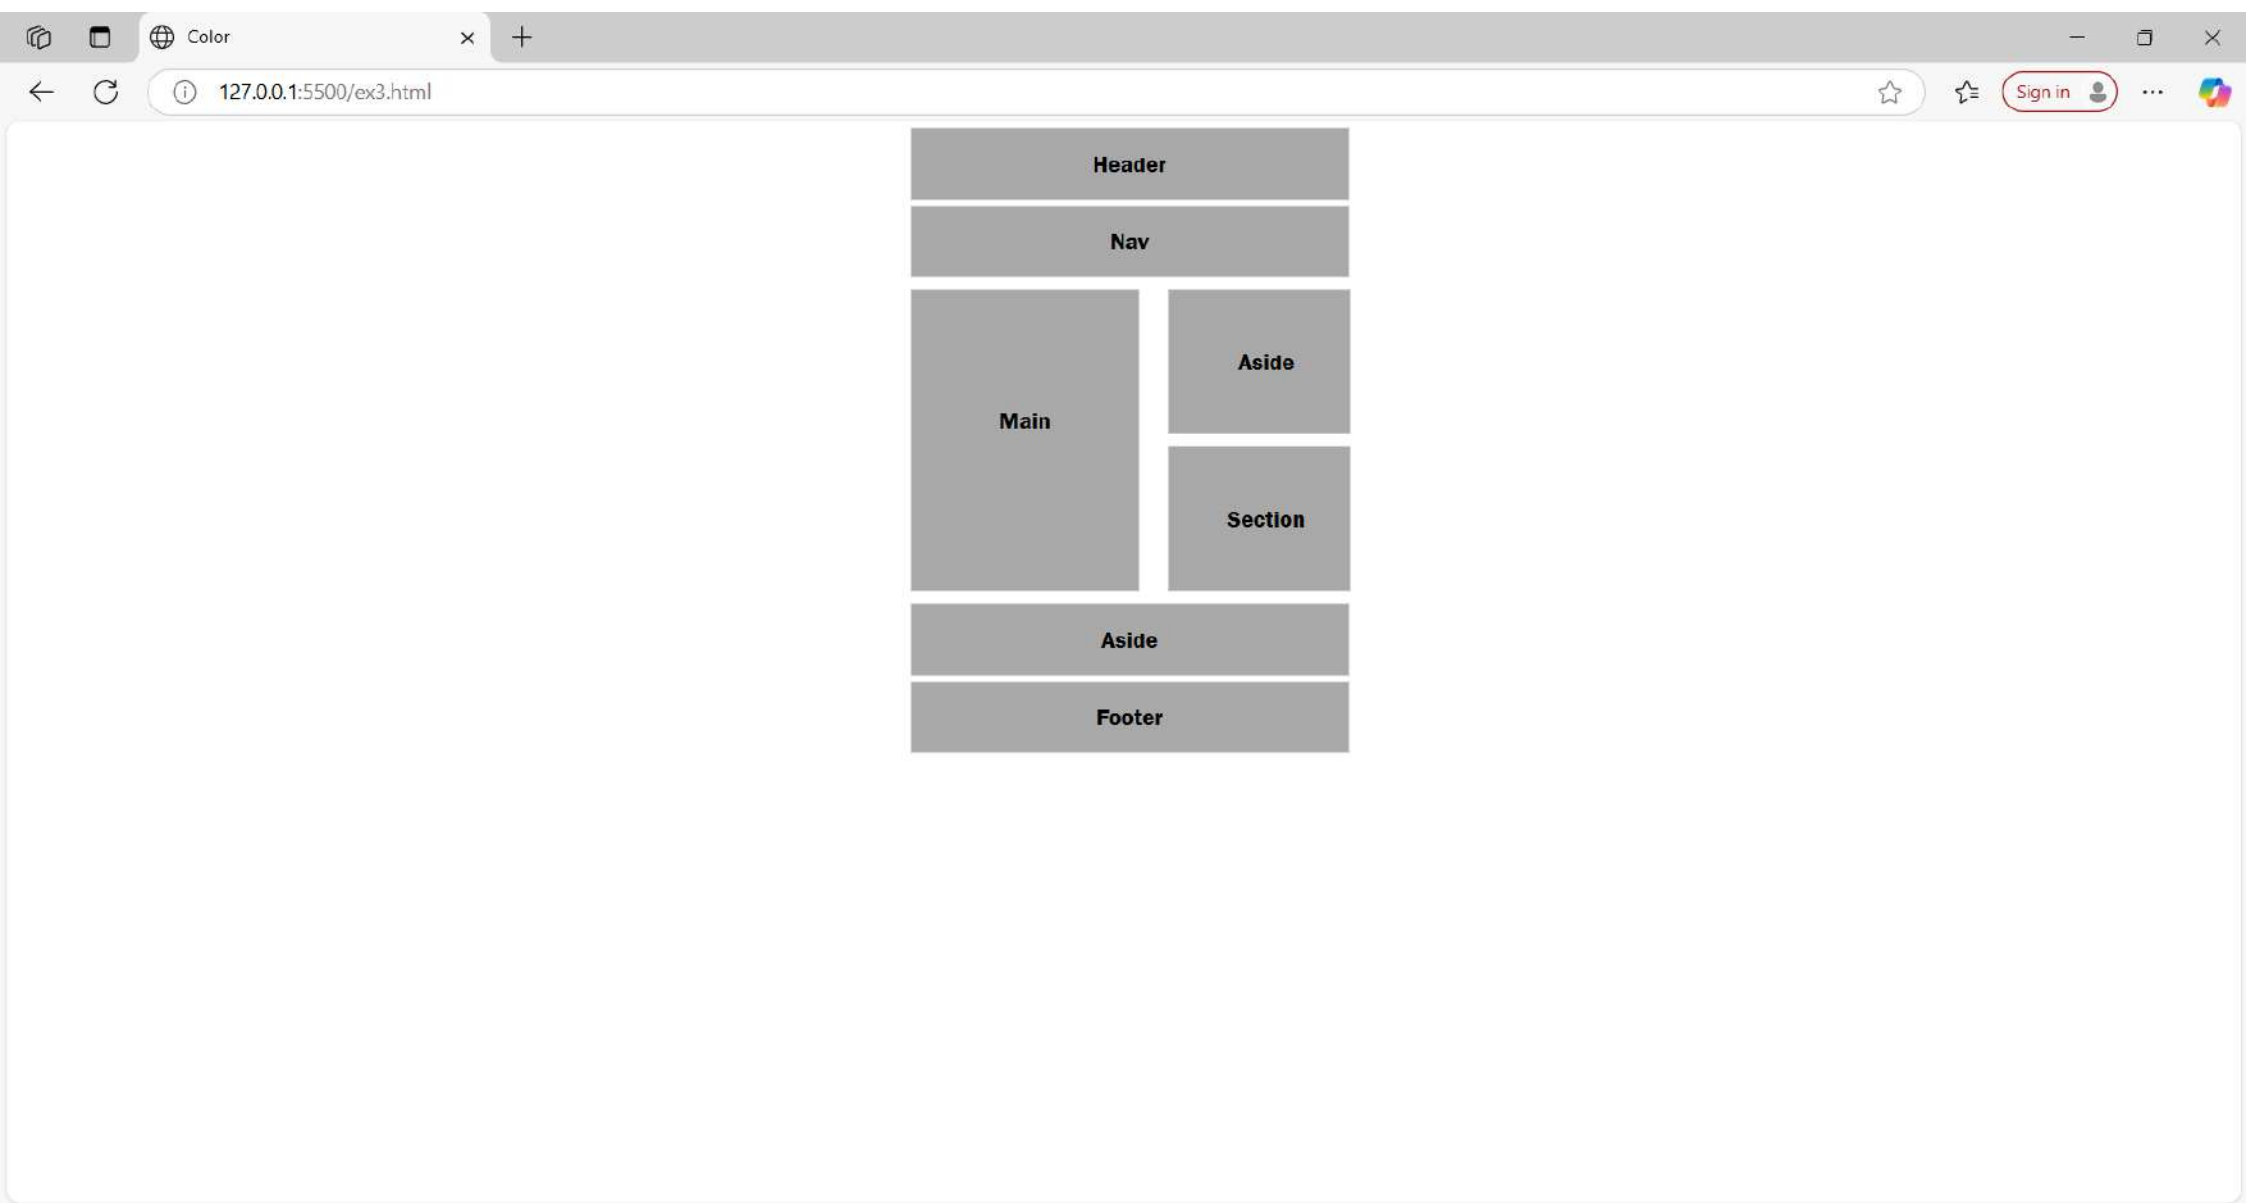 Color
127.0.0.1:5500/ex3.html
Sign in
Header
Nav
Main
Aside
Section
Aside
Footer